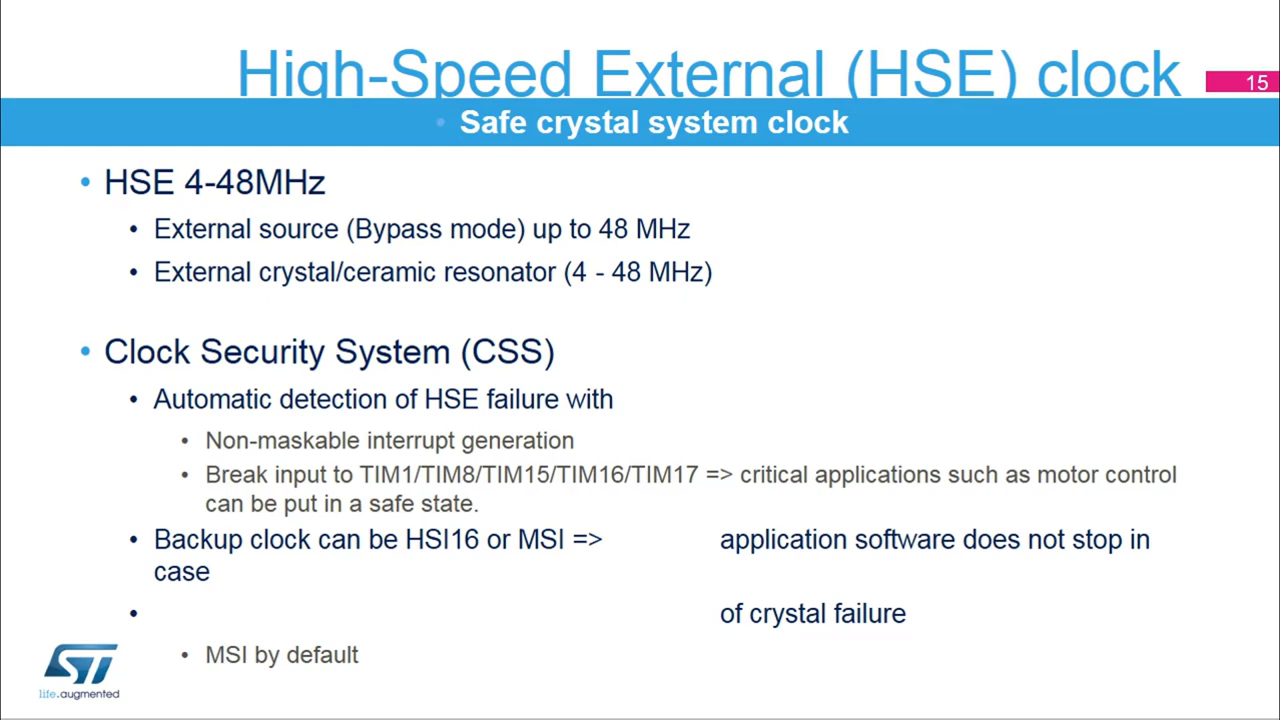 High-Speed External (HSE) clock
15
• Safe crystal system clock
• HSE 4-48MHz
• External source (Bypass mode) up to 48 MHz
• External crystal/ceramic resonator (4 - 48 MHz)
• Clock Security System (CSS)
• Automatic detection of HSE failure with
• Non-maskable interrupt generation
• Break input to TIM1/TIM8/TIM15/TIM16/TIM17 => critical applications such as motor control
can be put in a safe state.
• Backup clock can be HSI16 or MSI => application software does not stop in
case
• of crystal failure
• MSI by default
ST
life.augmented